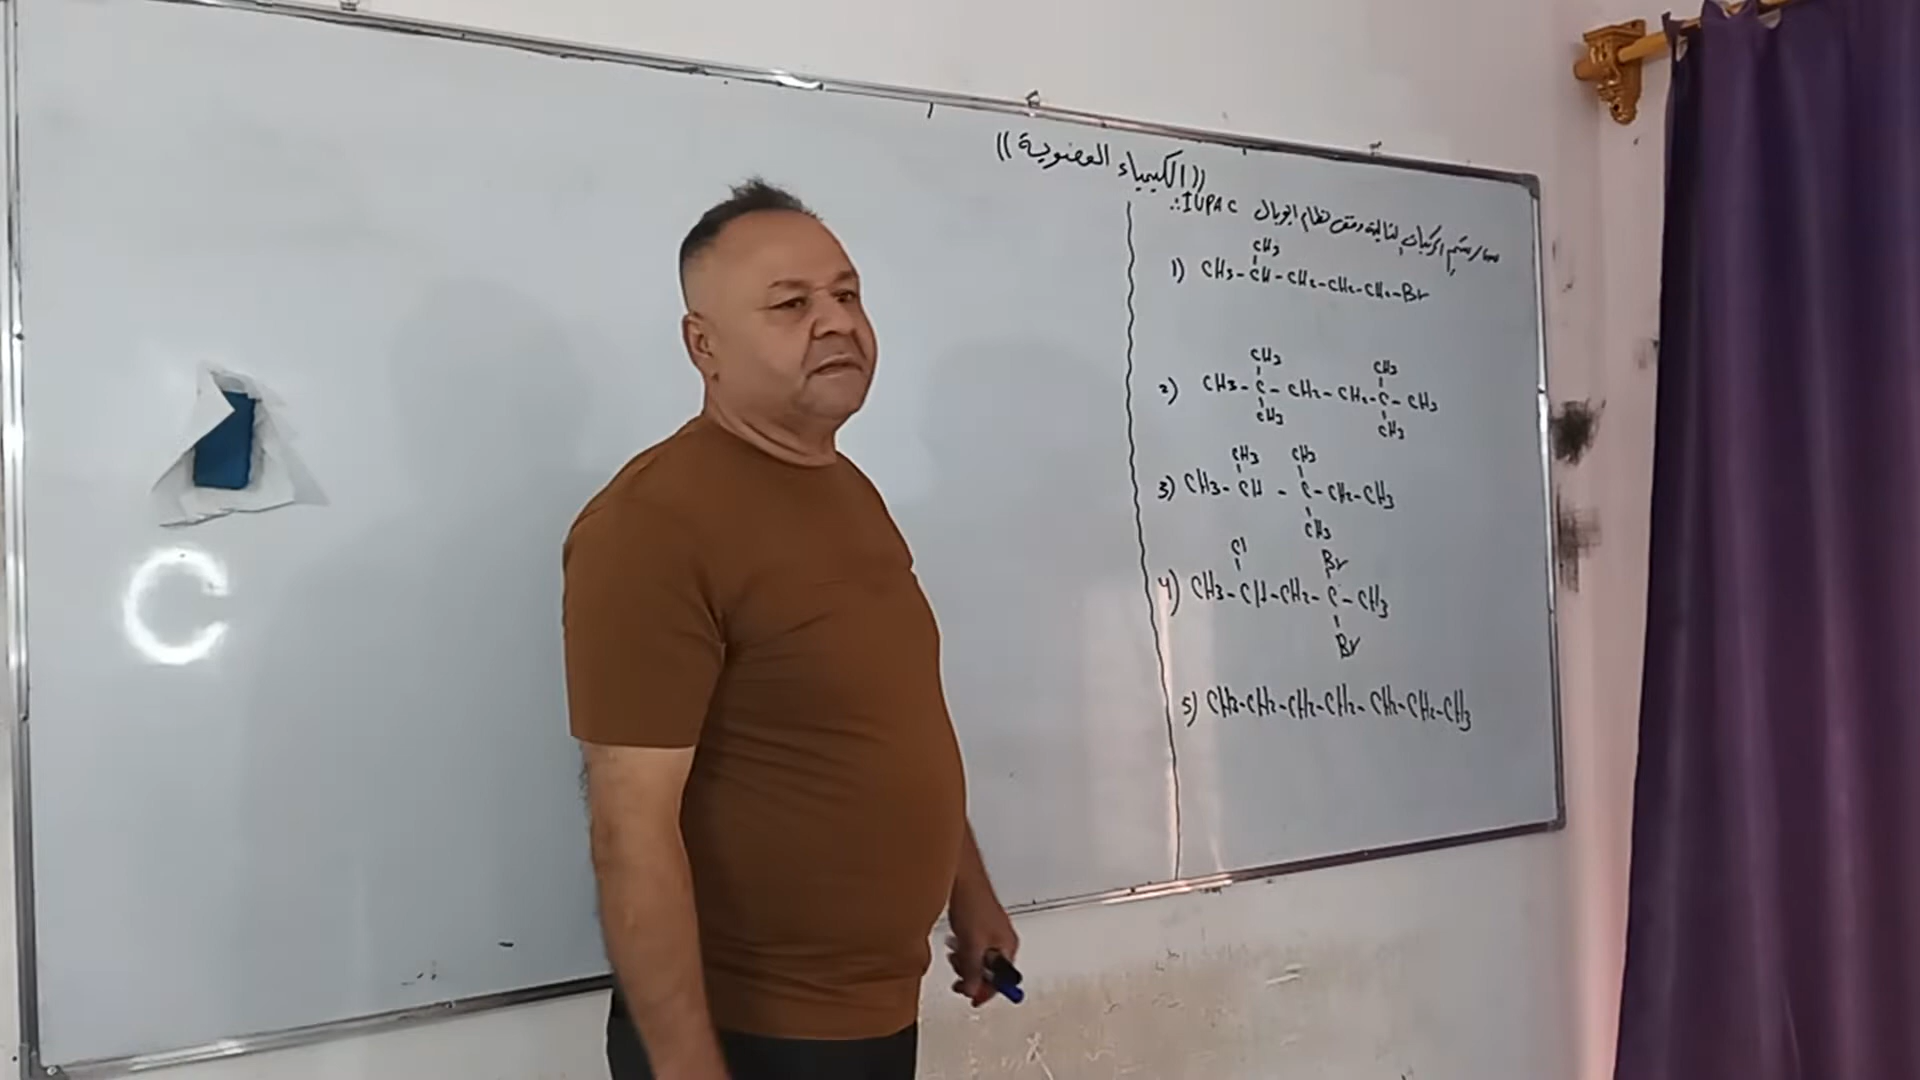 ((الكيمياء العضوية))
س/ سَمِ المركبات التالية وفق نظام ايوباك IUPAC:
CH3
1) CH3-CH-CH2-CH2-CH2-Br
CH3 CH3
2) CH3-C-CH2-CH2-C-CH3
CH3 CH3
CH3 CH3
3) CH3-CH-C-CH2-CH3
CH3
Cl Br
4) CH3-CH-CH2-C-CH3
Br
5) CH3-CH2-CH2-CH2-CH2-CH2-CH3